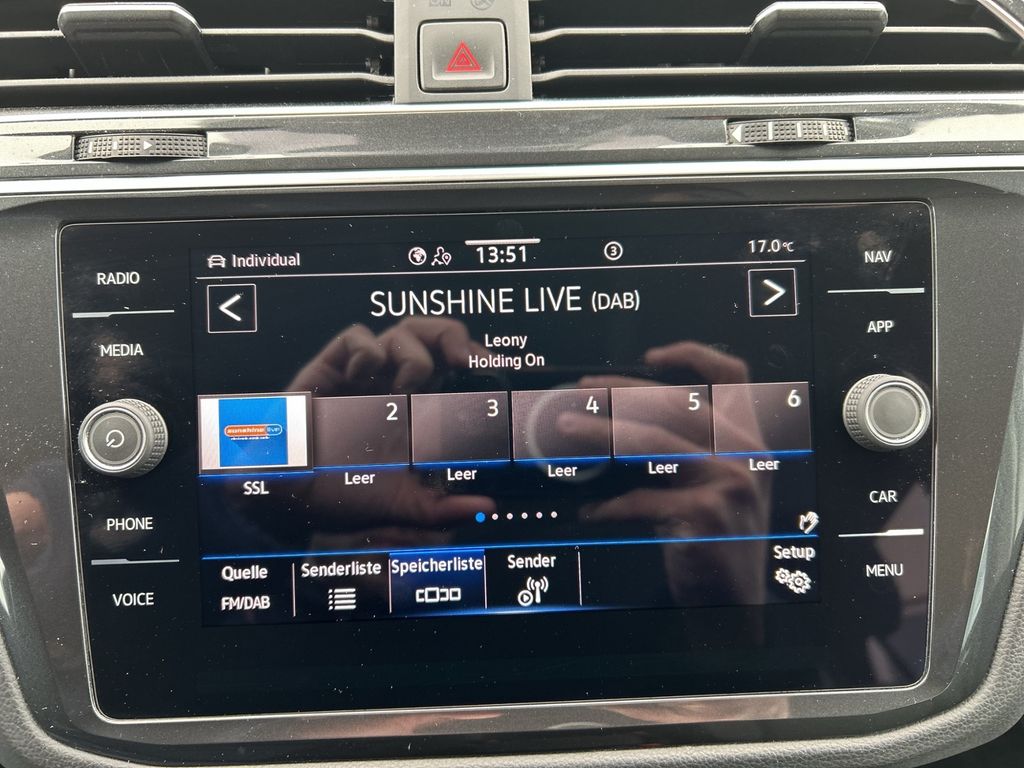 Individual
13:51
3
17.0°C
SUNSHINE LIVE (DAB)
Leony
Holding On
RADIO
MEDIA
PHONE
VOICE
NAV
APP
CAR
MENU
sunshine live
SSL
2
Leer
3
Leer
4
Leer
5
Leer
6
Leer
Quelle
FM/DAB
Senderliste
Speicherliste
Sender
Setup